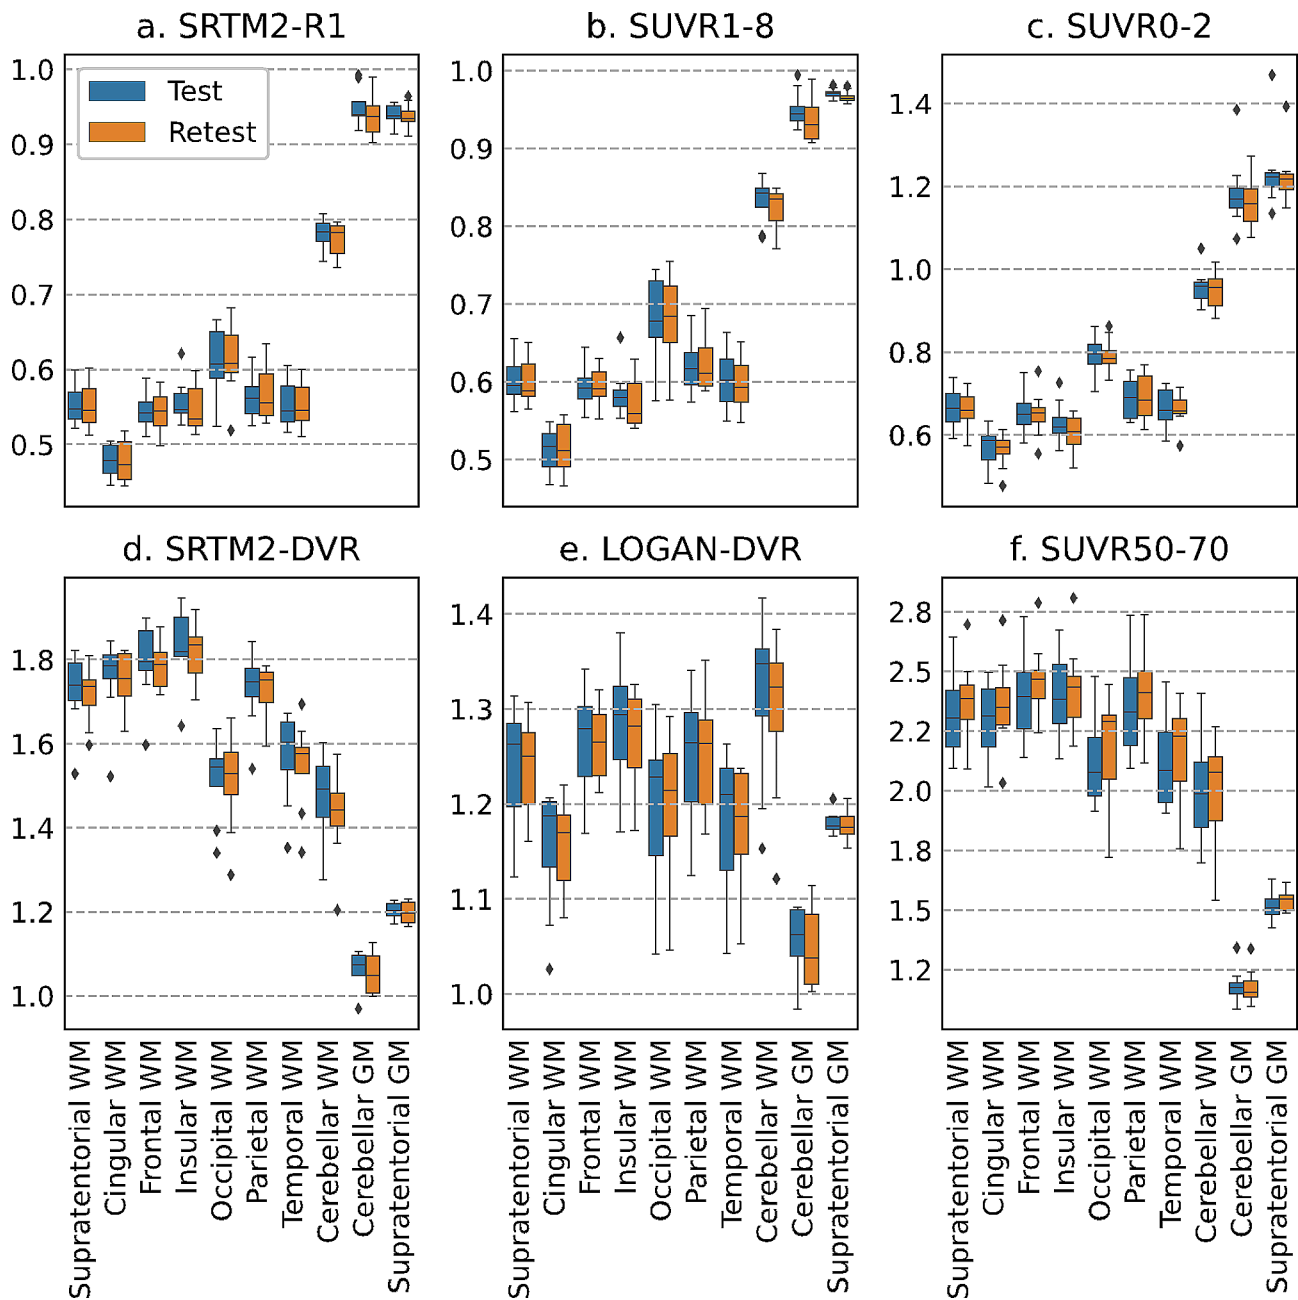 a. SRTM2-R1
b. SUVR1-8
c. SUVR0-2
Test
Retest
1.0
0.9
0.8
0.7
0.6
0.5
1.0
0.9
0.8
0.7
0.6
0.5
1.4
1.2
1.0
0.8
0.6
d. SRTM2-DVR
e. LOGAN-DVR
f. SUVR50-70
1.8
1.6
1.4
1.2
1.0
1.4
1.3
1.2
1.1
1.0
2.8
2.5
2.2
2.0
1.8
1.5
1.2
Supratentorial WM
Cingular WM
Frontal WM
Insular WM
Occipital WM
Parietal WM
Temporal WM
Cerebellar WM
Cerebellar GM
Supratentorial GM
Supratentorial WM
Cingular WM
Frontal WM
Insular WM
Occipital WM
Parietal WM
Temporal WM
Cerebellar WM
Cerebellar GM
Supratentorial GM
Supratentorial WM
Cingular WM
Frontal WM
Insular WM
Occipital WM
Parietal WM
Temporal WM
Cerebellar WM
Cerebellar GM
Supratentorial GM